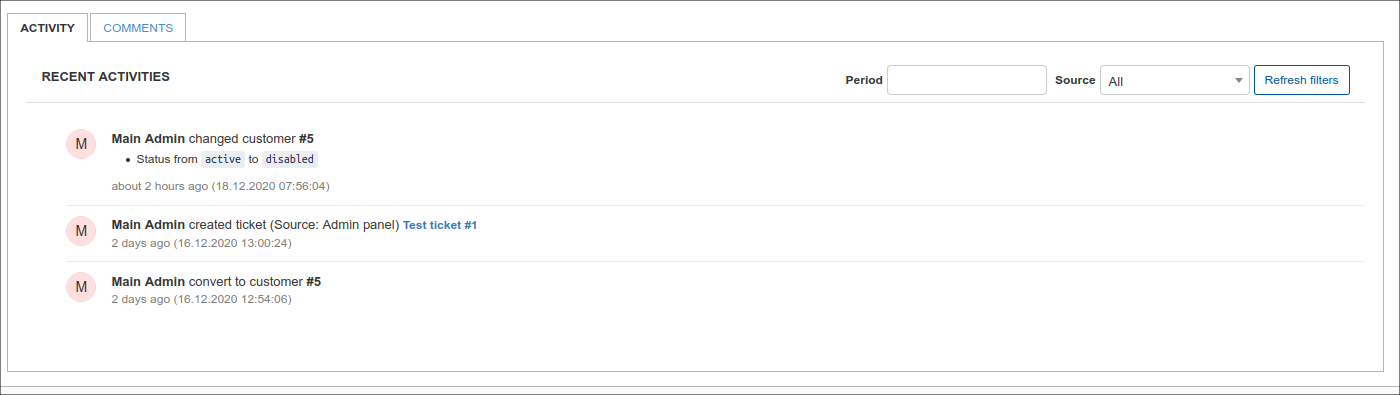 ACTIVITY COMMENTS
RECENT ACTIVITIES Period Source All Refresh filters
M Main Admin changed customer #5
• Status from active to disabled
about 2 hours ago (18.12.2020 07:56:04)
M Main Admin created ticket (Source: Admin panel) Test ticket #1
2 days ago (16.12.2020 13:00:24)
M Main Admin convert to customer #5
2 days ago (16.12.2020 12:54:06)